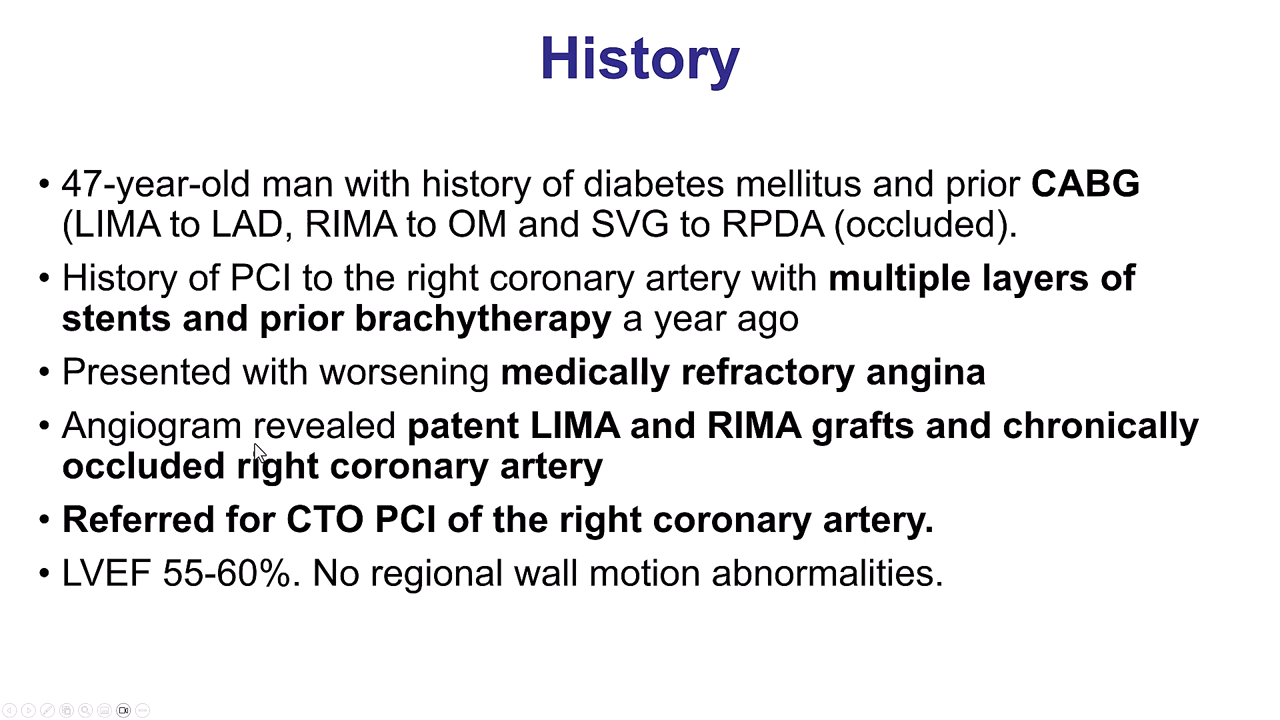 History
• 47-year-old man with history of diabetes mellitus and prior CABG
(LIMA to LAD, RIMA to OM and SVG to RPDA (occluded).
• History of PCI to the right coronary artery with multiple layers of
stents and prior brachytherapy a year ago
• Presented with worsening medically refractory angina
• Angiogram revealed patent LIMA and RIMA grafts and chronically
occluded right coronary artery
• Referred for CTO PCI of the right coronary artery.
• LVEF 55-60%. No regional wall motion abnormalities.